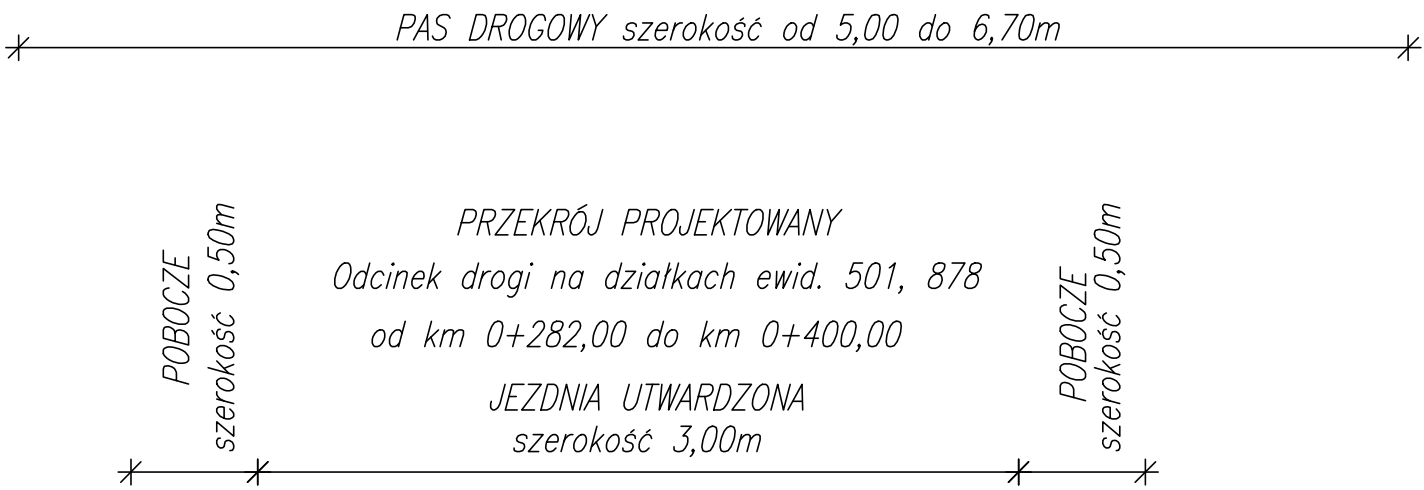 PAS DROGOWY szerokość od 5,00 do 6,70m
POBOCZE
szerokość 0,50m
PRZEKRÓJ PROJEKTOWANY
Odcinek drogi na działkach ewid. 501, 878
od km 0+282,00 do km 0+400,00
JEZDNIA UTWARDZONA
szerokość 3,00m
POBOCZE
szerokość 0,50m